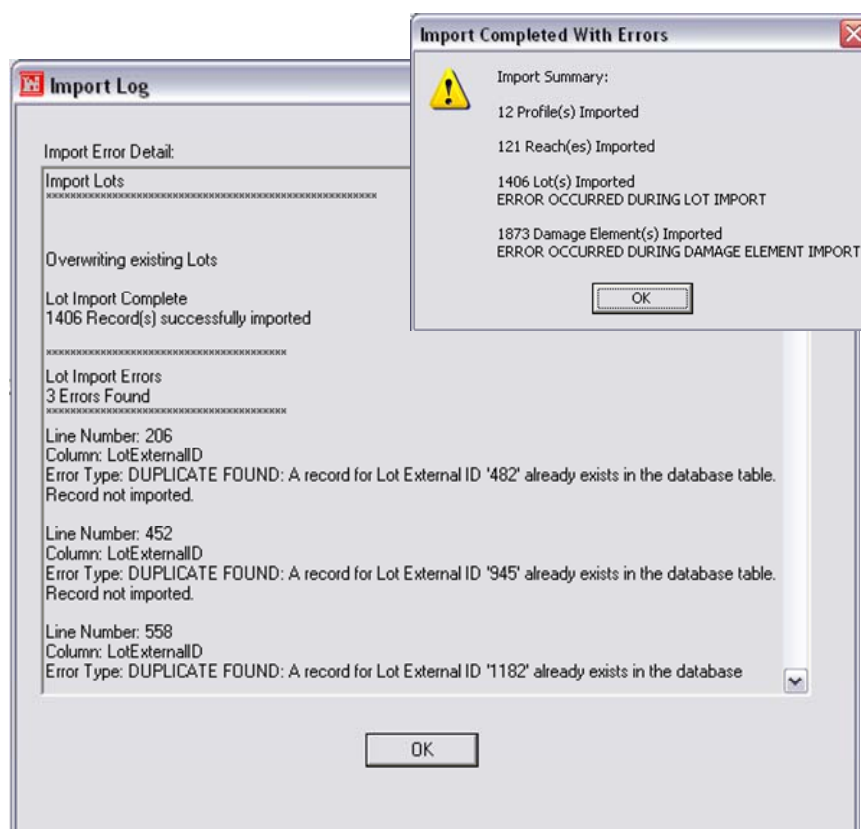 Import Completed With Errors
Import Summary:
12 Profile(s) Imported
121 Reach(es) Imported
1406 Lot(s) Imported
ERROR OCCURRED DURING LOT IMPORT
1873 Damage Element(s) Imported
ERROR OCCURRED DURING DAMAGE ELEMENT IMPORT
OK
Import Log
Import Error Detail:
Import Lots
*******************************************************
Overwriting existing Lots
Lot Import Complete
1406 Record(s) successfully imported
****************************************
Lot Import Errors
3 Errors Found
****************************************
Line Number: 206
Column: LotExternalID
Error Type: DUPLICATE FOUND: A record for Lot External ID '482' already exists in the database table.
Record not imported.
Line Number: 452
Column: LotExternalID
Error Type: DUPLICATE FOUND: A record for Lot External ID '945' already exists in the database table.
Record not imported.
Line Number: 558
Column: LotExternalID
Error Type: DUPLICATE FOUND: A record for Lot External ID '1182' already exists in the database
OK